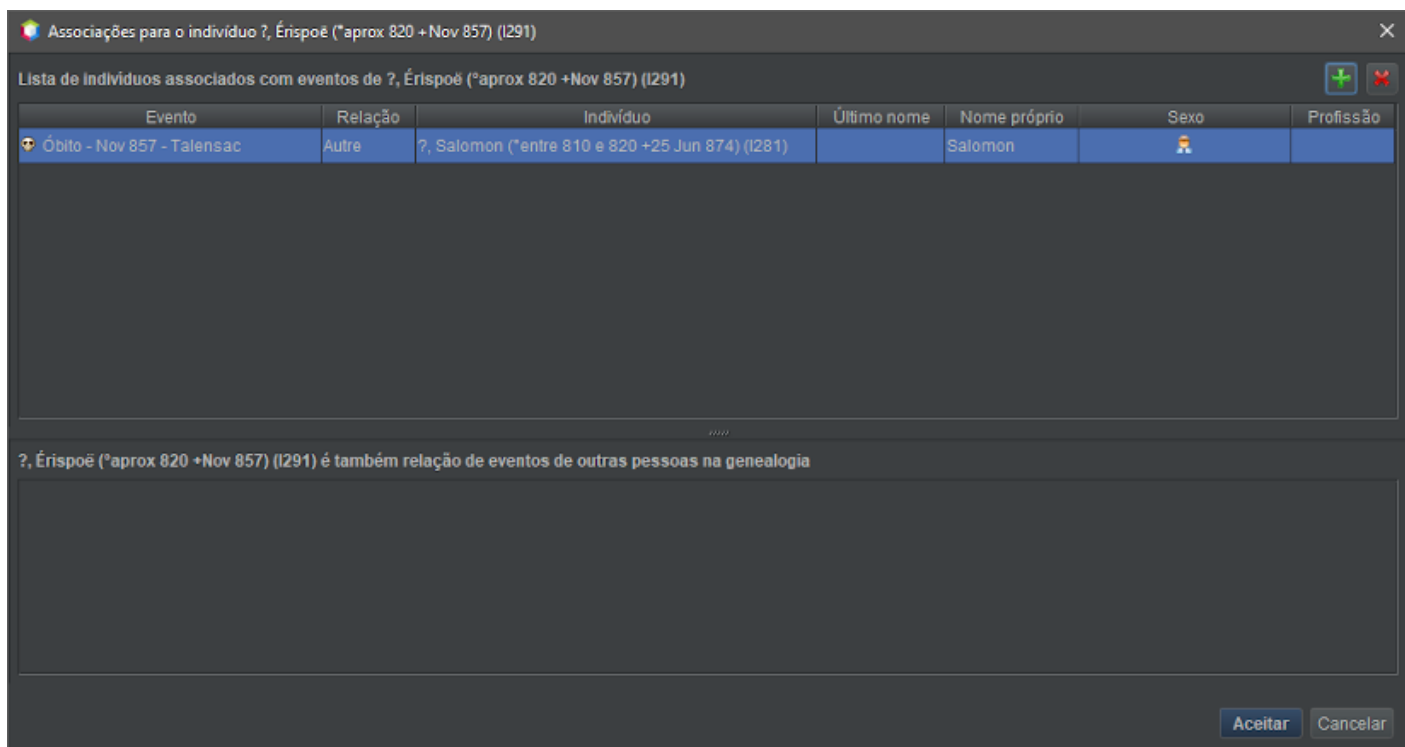 Associações para o indivíduo ?, Érispoë (°aprox 820 +Nov 857) (I291)
Lista de indivíduos associados com eventos de ?, Érispoë (°aprox 820 +Nov 857) (I291)
Evento Relação Indivíduo Último nome Nome próprio Sexo Profissão
Óbito - Nov 857 - Talensac Autre ?, Salomon (°entre 810 e 820 +25 Jun 874) (I281) Salomon
?, Érispoë (°aprox 820 +Nov 857) (I291) é também relação de eventos de outras pessoas na genealogia
Aceitar Cancelar